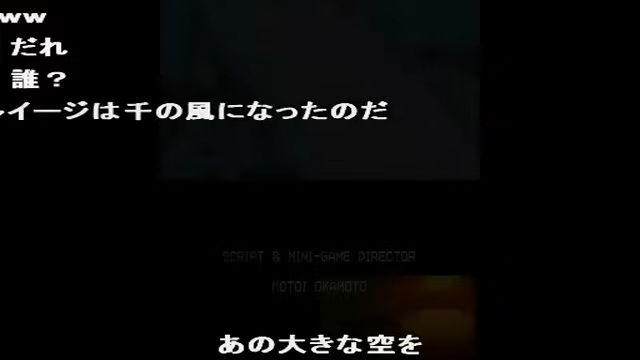 ww
だれ
誰？
イージは千の風になったのだ
SCRIPT & MINI-GAME DIRECTOR
MOTOI OKAMOTO
あの大きな空を